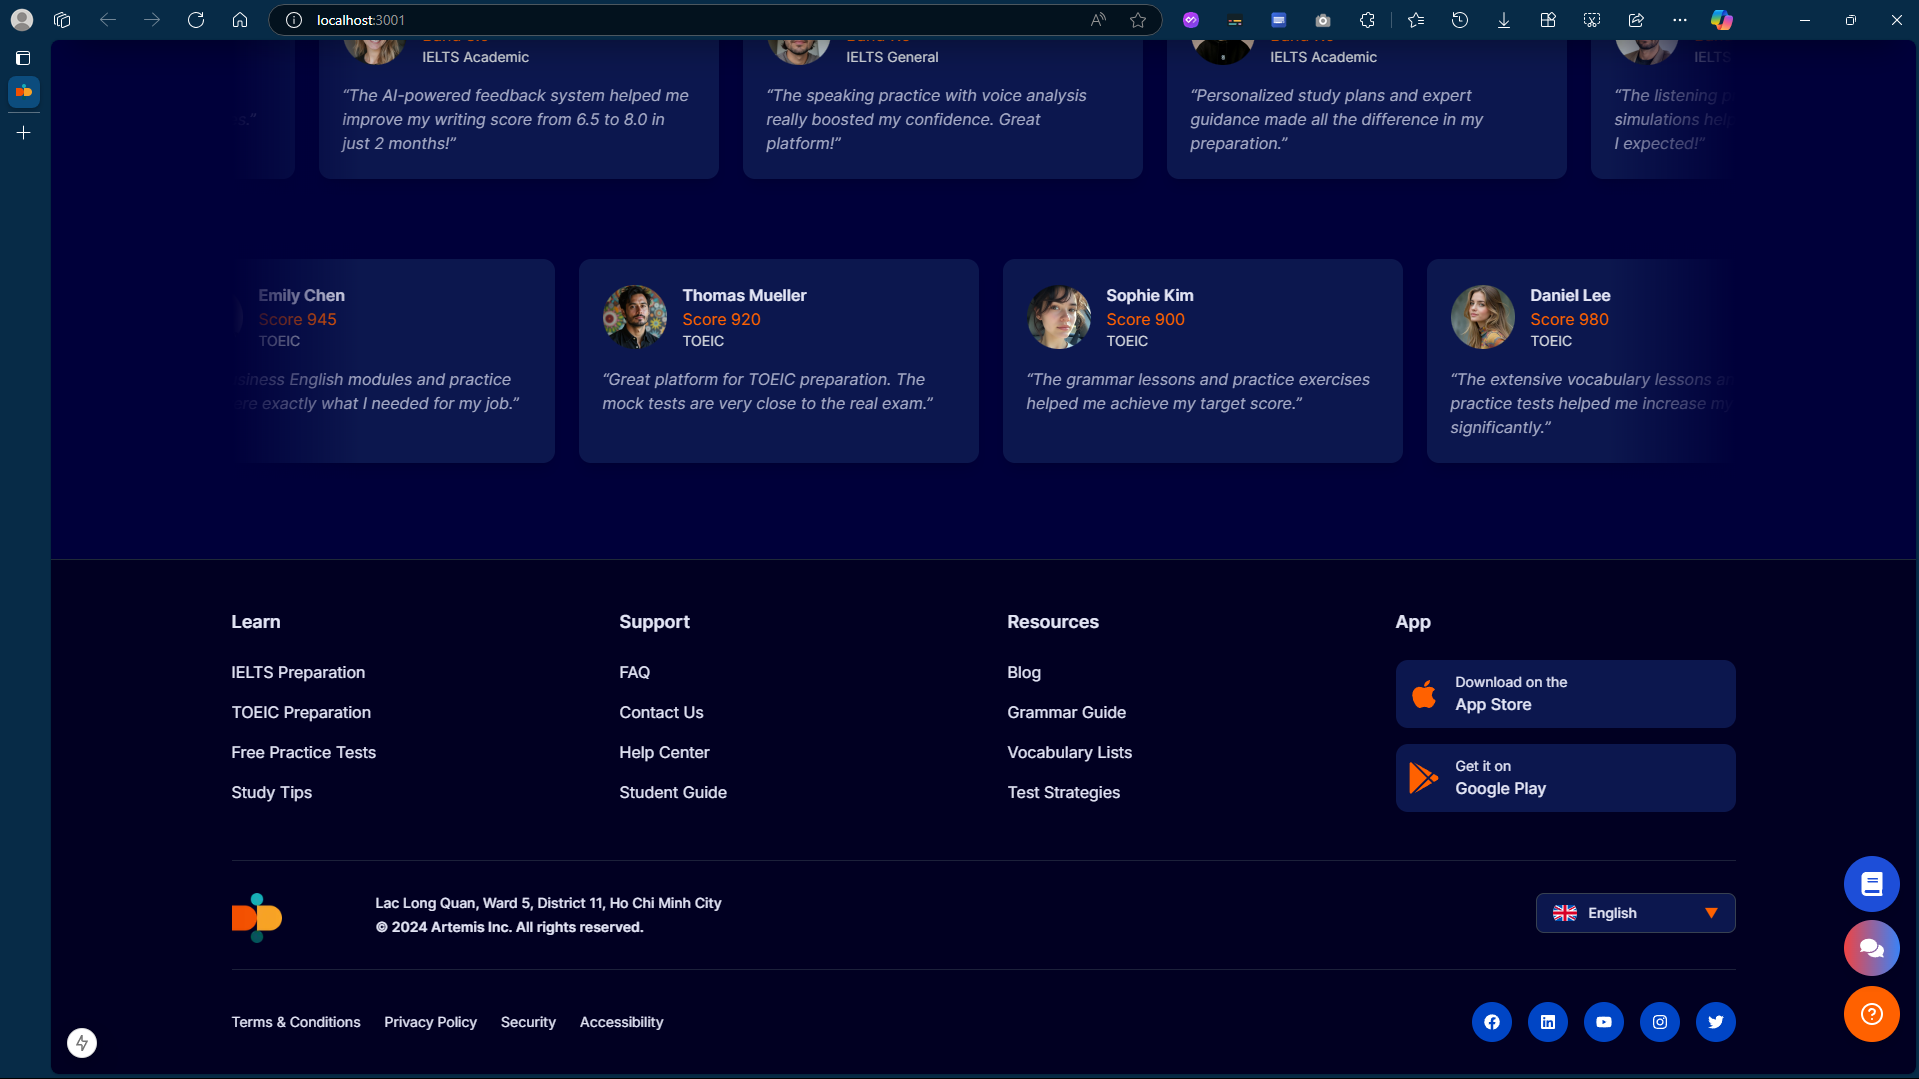 localhost:3001
IELTS Academic
“The AI-powered feedback system helped me
improve my writing score from 6.5 to 8.0 in
just 2 months!”
IELTS General
“The speaking practice with voice analysis
really boosted my confidence. Great
platform!”
IELTS Academic
“Personalized study plans and expert
guidance made all the difference in my
preparation.”
IELTS
“The listening
simulations
I expected!”
Emily Chen
Score 945
TOEIC
English modules and practice
exactly what I needed for my job.”
Thomas Mueller
Score 920
TOEIC
“Great platform for TOEIC preparation. The
mock tests are very close to the real exam.”
Sophie Kim
Score 900
TOEIC
“The grammar lessons and practice exercises
helped me achieve my target score.”
Daniel Lee
Score 980
TOEIC
“The extensive vocabulary lessons
practice tests helped me increase my
significantly.”
Learn
IELTS Preparation
TOEIC Preparation
Free Practice Tests
Study Tips
Support
FAQ
Contact Us
Help Center
Student Guide
Resources
Blog
Grammar Guide
Vocabulary Lists
Test Strategies
App
Download on the
App Store
Get it on
Google Play
Lac Long Quan, Ward 5, District 11, Ho Chi Minh City
© 2024 Artemis Inc. All rights reserved.
English
Terms & Conditions
Privacy Policy
Security
Accessibility